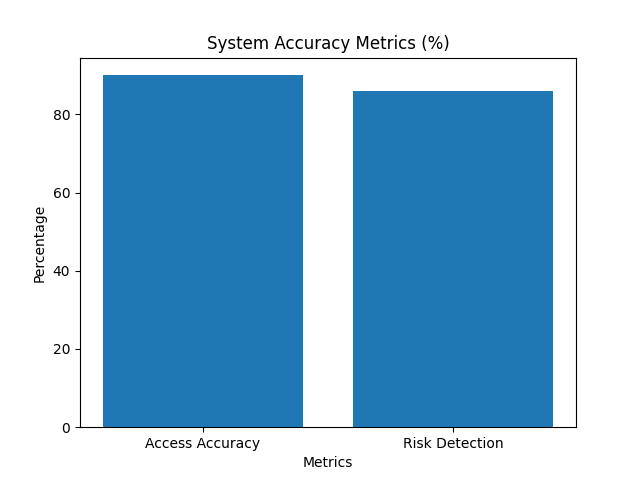 System Accuracy Metrics (%)
Percentage
80
60
40
20
0
Access Accuracy
Risk Detection
Metrics